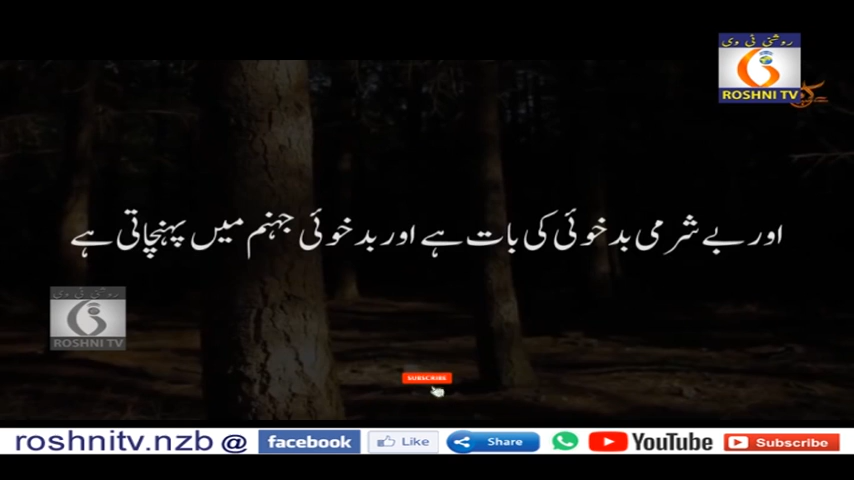 روشنی ٹی وی
ROSHNI TV
اور بے شرمی بدخوئی کی بات ہے اور بدخوئی جہنم میں پہنچاتی ہے
روشنی ٹی وی
ROSHNI TV
SUBSCRIBE
roshnitv.nzb @ facebook Like Share YouTube Subscribe